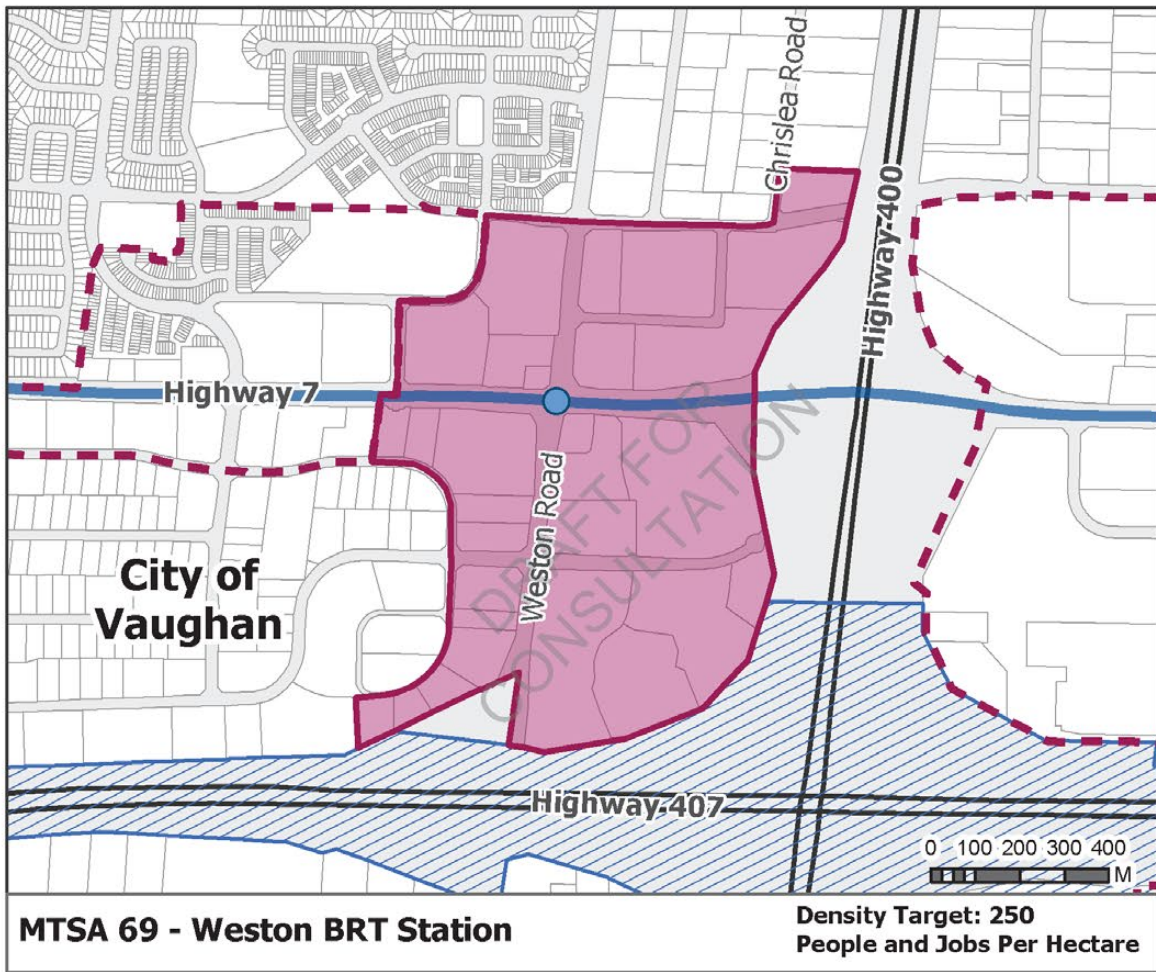 Chrislea Road
Highway 400
Highway 7
Weston Road
DRAFT FOR
CONSULTATION
City of
Vaughan
Highway 407
0 100 200 300 400
M
MTSA 69 - Weston BRT Station
Density Target: 250
People and Jobs Per Hectare